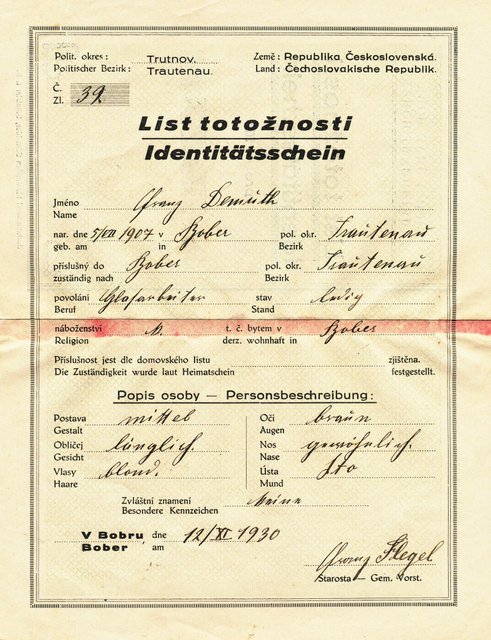 Polit. okres: Trutnov. Země: Republika Československá.
Politischer Bezirk: Trautenau. Land: Čechoslovakische Republik.
Č.
Zl. 39
List totožnosti
Identitätsschein
Jméno
Name Franz Demuth
nar. dne 5/VII 1907 v Bober pol. okr. Trautenau
geb. am in Bezirk
příslušný do Bober pol. okr. Trautenau
zuständig nach Bezirk
povolání Glasarbeiter stav ledig
Beruf Stand
náboženství t. č. bytem v Bober
Religion derz. wohnhaft in
Příslušnost jest dle domovského listu zjištěna.
Die Zuständigkeit wurde laut Heimatschein festgestellt.
Popis osoby — Personsbeschreibung:
Postava mittel Oči braun
Gestalt Augen
Obličej länglich. Nos gewöhnlich.
Gesicht Nase
Vlasy blond. Ústa dto
Haare Mund
Zvláštní znamení Keine
Besondere Kennzeichen
V Bobru dne 12/XI 1930
Bober am
Franz Flegel
Starosta — Gem. Vorst.